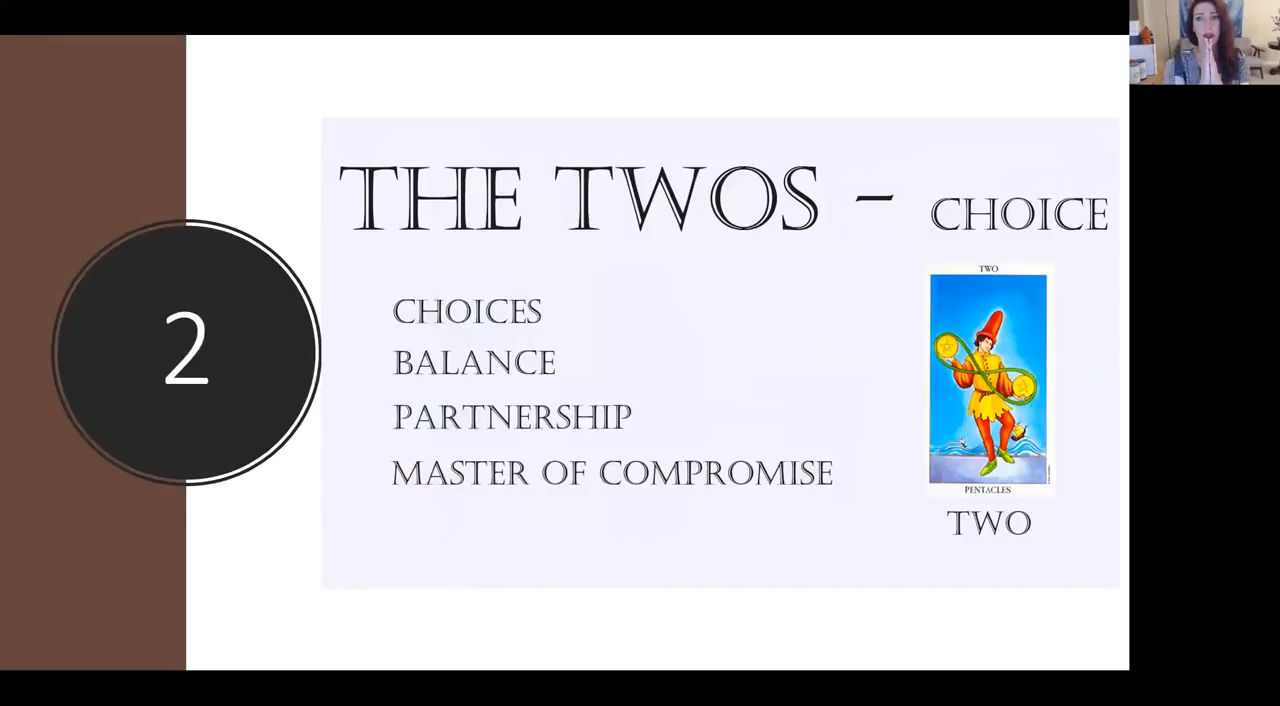 2
THE TWOS - CHOICE
CHOICES
BALANCE
PARTNERSHIP
MASTER OF COMPROMISE
TWO
PENTACLES
TWO